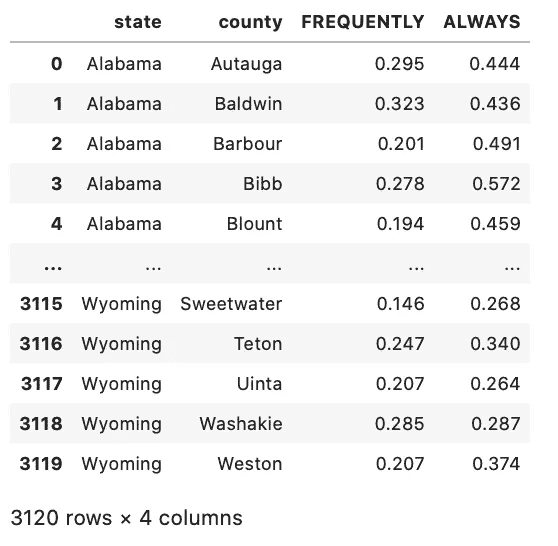 state county FREQUENTLY ALWAYS
0 Alabama Autauga 0.295 0.444
1 Alabama Baldwin 0.323 0.436
2 Alabama Barbour 0.201 0.491
3 Alabama Bibb 0.278 0.572
4 Alabama Blount 0.194 0.459
... ... ... ... ...
3115 Wyoming Sweetwater 0.146 0.268
3116 Wyoming Teton 0.247 0.340
3117 Wyoming Uinta 0.207 0.264
3118 Wyoming Washakie 0.285 0.287
3119 Wyoming Weston 0.207 0.374
3120 rows × 4 columns